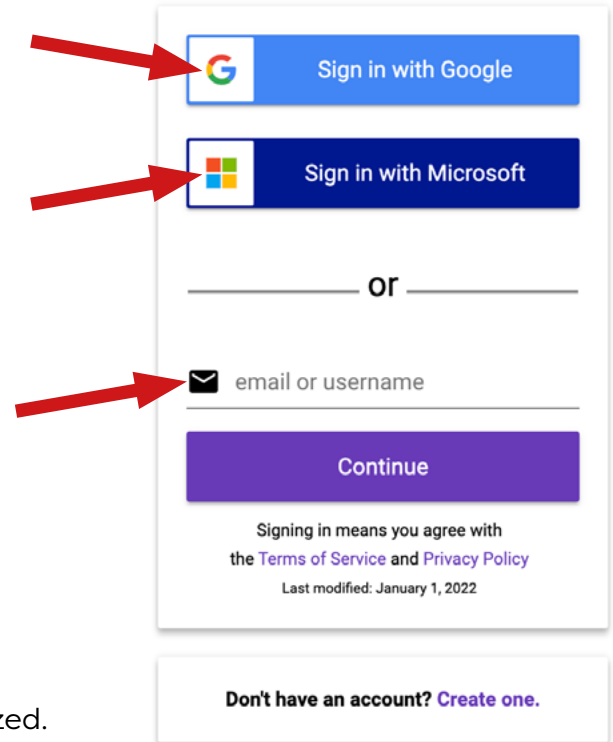 Sign in with Google
Sign in with Microsoft
or
email or username
Continue
Signing in means you agree with
the Terms of Service and Privacy Policy
Last modified: January 1, 2022
Don't have an account? Create one.
zed.